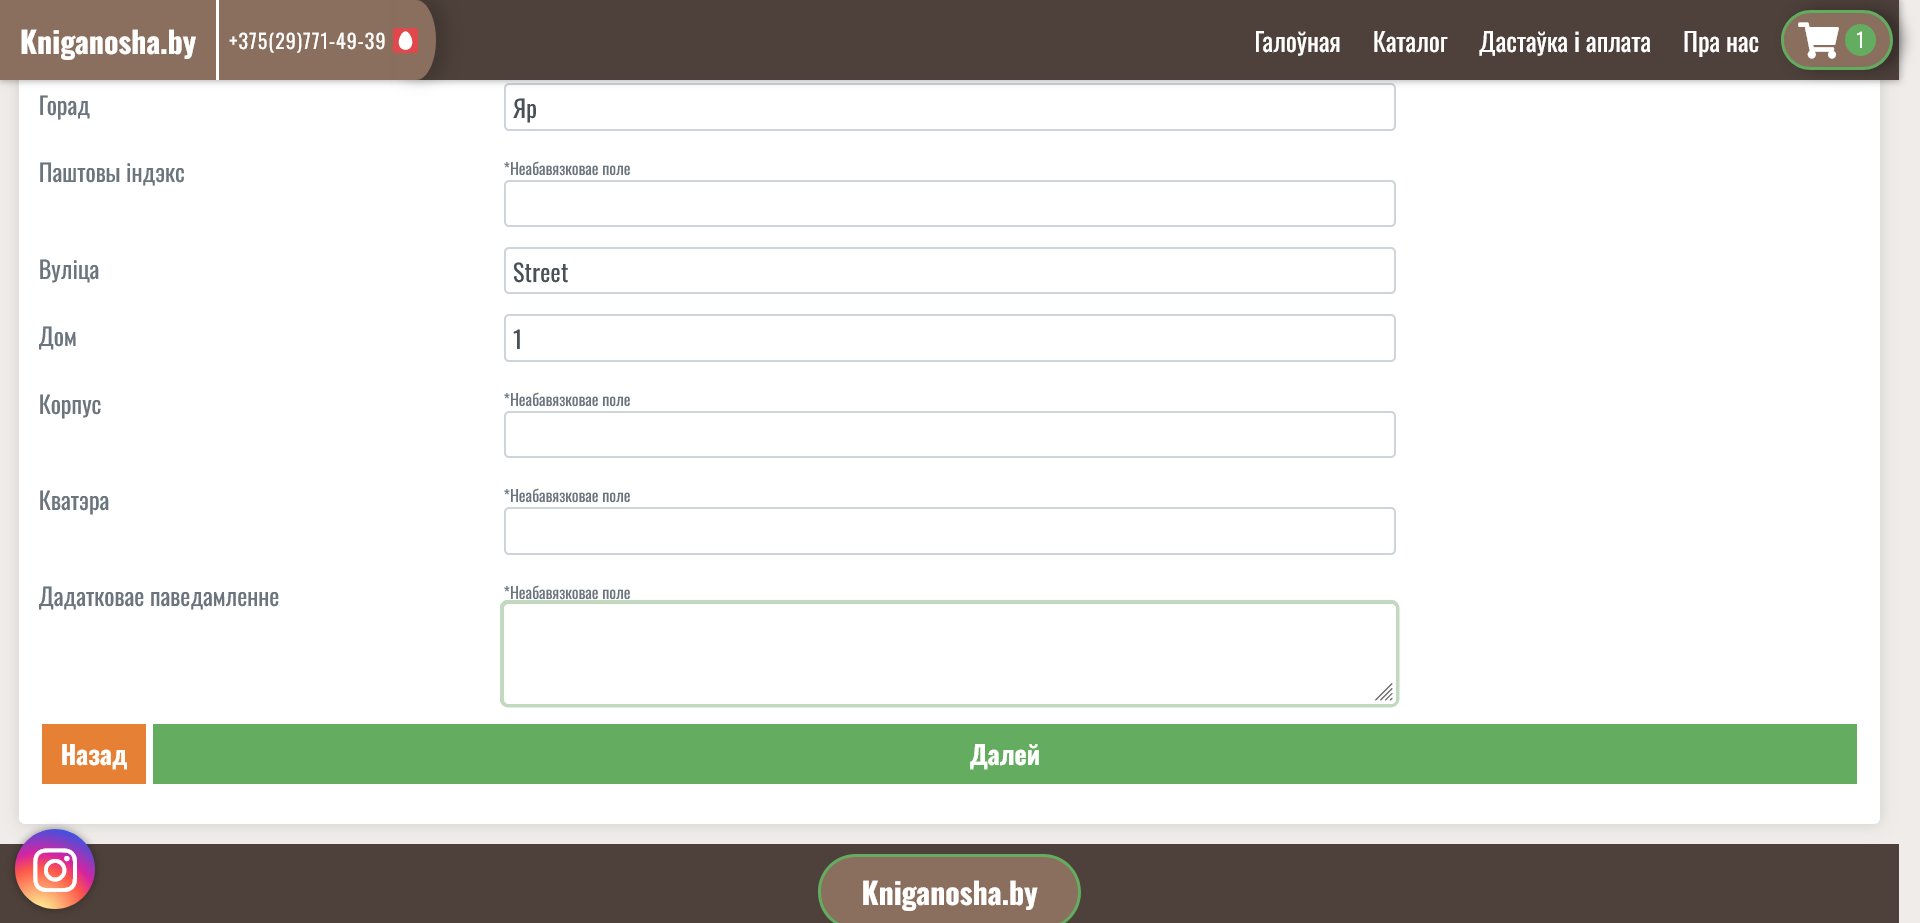 Kniganosha.by
+375(29)771-49-39
Галоўная
Каталог
Дастаўка і аплата
Пра нас
1
Горад
Яр
Паштовы індэкс
*Неабавязковае поле
Вуліца
Street
Дом
1
Корпус
*Неабавязковае поле
Кватэра
*Неабавязковае поле
Дадатковае паведамленне
*Неабавязковае поле
Назад
Далей
Kniganosha.by